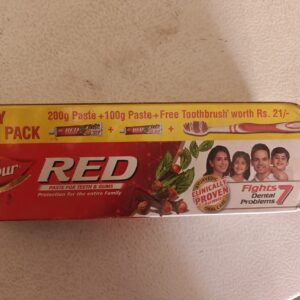 Y
PACK
200g Paste + 100g Paste + Free Toothbrush* worth Rs. 21/-
RED
+
RED
+
our
RED
PASTE FOR TEETH & GUMS
Protection for the entire Family
CLINICALLY
PROVEN
Fights
Dental
Problems
7